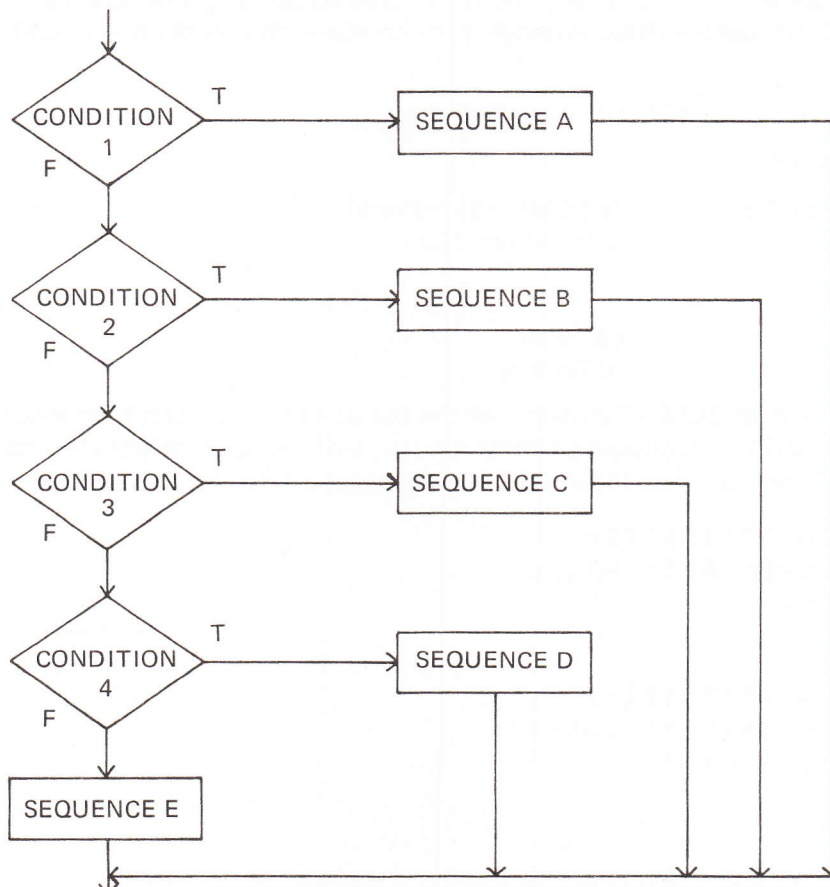 T
CONDITION
1
SEQUENCE A
F
T
CONDITION
2
SEQUENCE B
F
T
CONDITION
3
SEQUENCE C
F
T
CONDITION
4
SEQUENCE D
F
SEQUENCE E